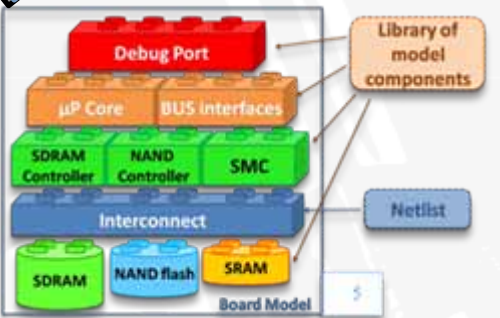 Debug Port
Library of
model
components
µP Core
BUS interfaces
SDRAM
Controller
NAND
Controller
SMC
Interconnect
Netlist
SDRAM
NAND flash
SRAM
Board Model
5